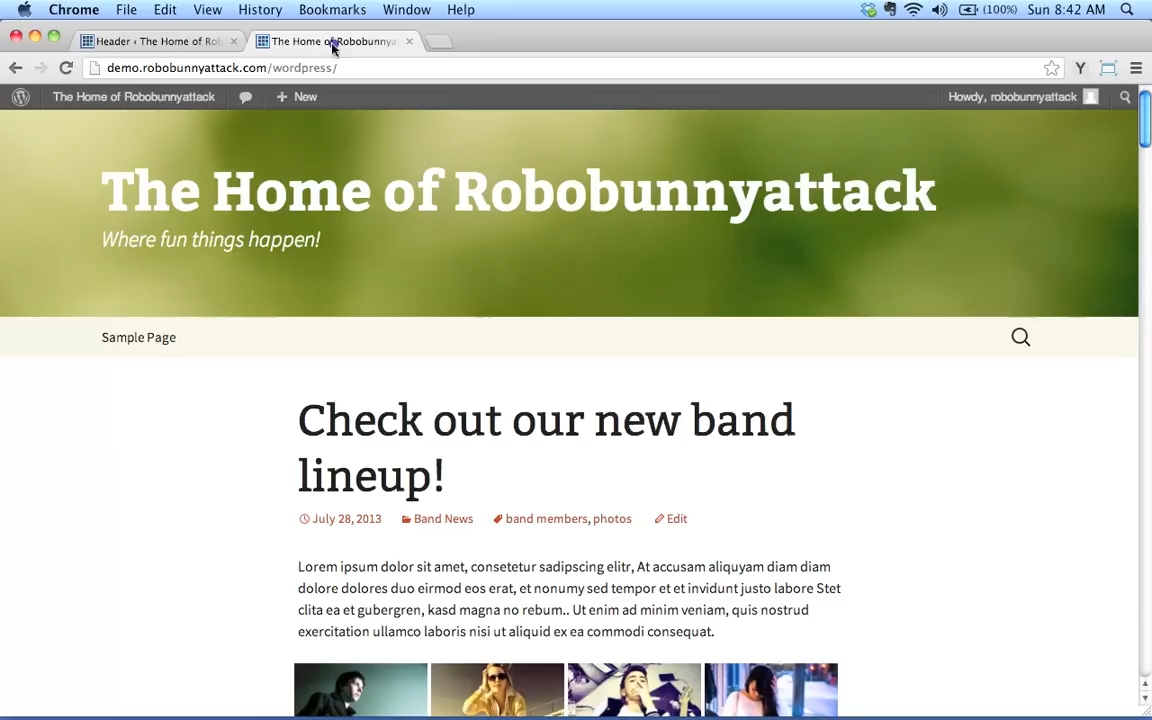 Chrome File Edit View History Bookmarks Window Help (100%) Sun 8:42 AM
Header ‹ The Home of Rob The Home of Robobunnya
demo.robobunnyattack.com/wordpress/
The Home of Robobunnyattack New Howdy, robobunnyattack
The Home of Robobunnyattack
Where fun things happen!
Sample Page
Check out our new band
lineup!
July 28, 2013 Band News band members, photos Edit
Lorem ipsum dolor sit amet, consetetur sadipscing elitr, At accusam aliquyam diam diam
dolore dolores duo eirmod eos erat, et nonumy sed tempor et et invidunt justo labore Stet
clita ea et gubergren, kasd magna no rebum.. Ut enim ad minim veniam, quis nostrud
exercitation ullamco laboris nisi ut aliquid ex ea commodi consequat.